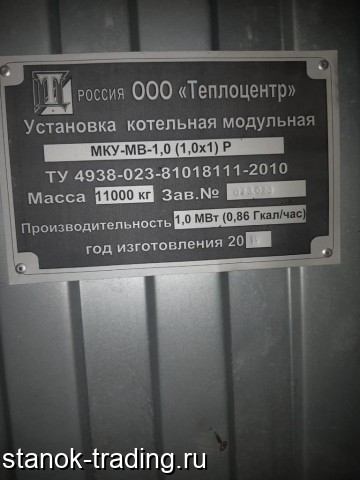 РОССИЯ ООО «Теплоцентр»
Установка котельная модульная
МКУ-МВ-1,0 (1,0х1) Р
ТУ 4938-023-81018111-2010
Масса 11000 кг Зав.№
Производительность 1,0 МВт (0,86 Гкал/час)
год изготовления 20
stanok-trading.ru